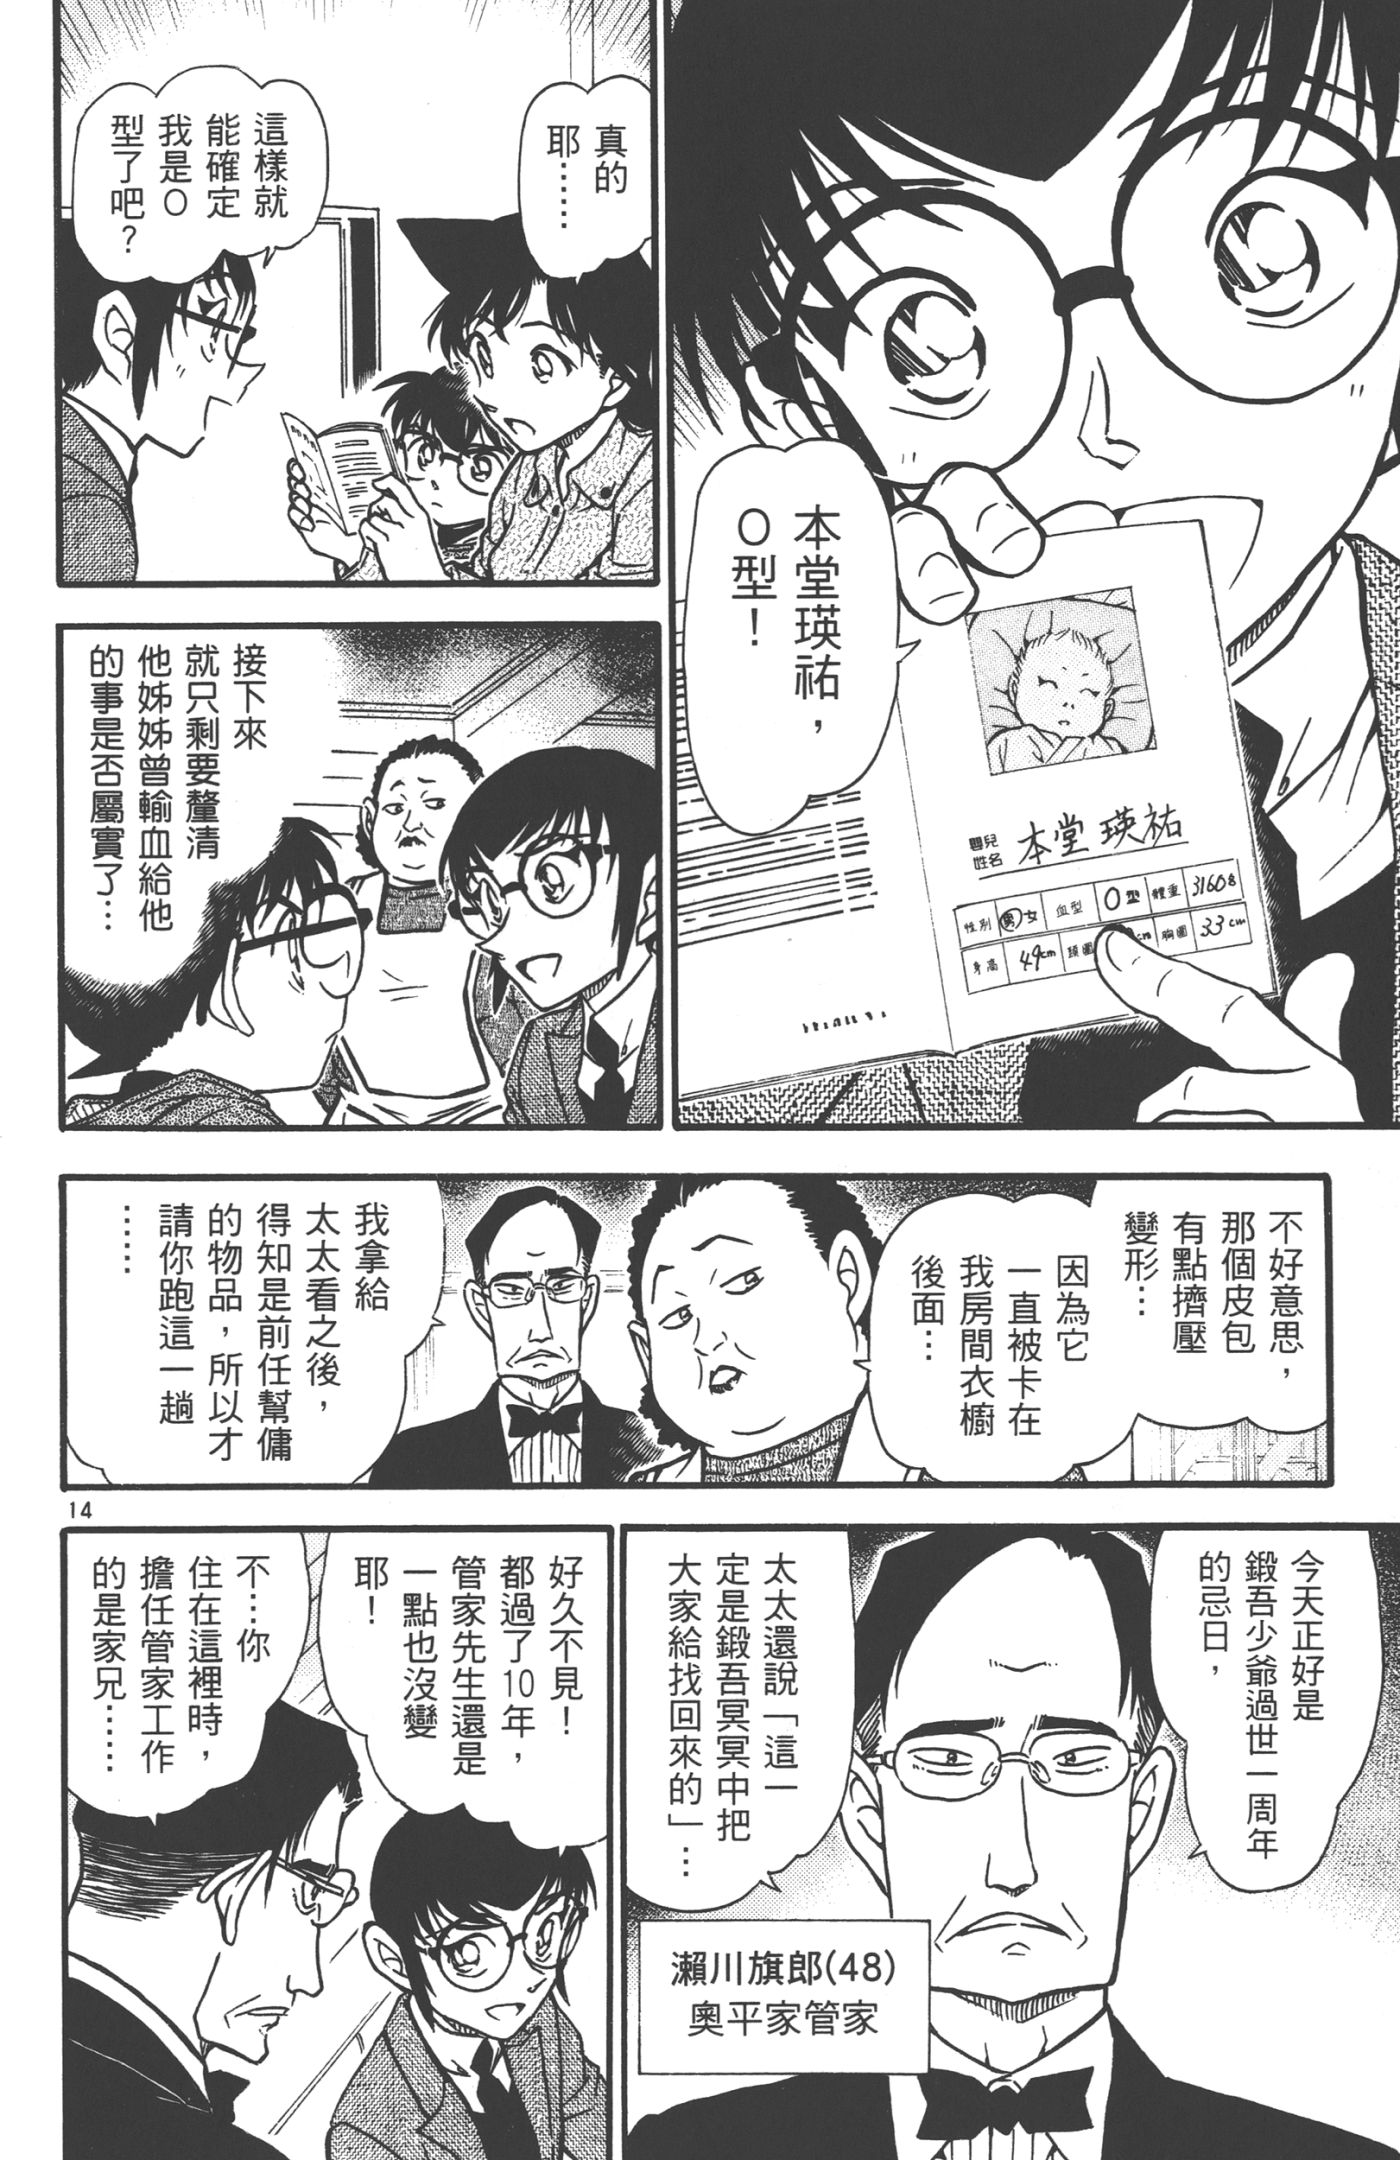 本堂瑛祐，
O型！
嬰兒
姓名
本堂瑛祐
性別 男 女 血型 O型 體重 3160g
身高 49cm 頭圍 cm 胸圍 33cm
真的
耶……
這樣就
能確定
我是O
型了吧？
接下來
就只剩要釐清
他姊姊曾輸血給他
的事是否屬實了…
不好意思，
那個皮包
有點擠壓
變形…
因為它
一直被卡在
我房間衣櫥
後面…
我拿給
太太看之後，
得知是前任幫傭
的物品，所以才
請你跑這一趟
……
今天正好是
鍛吾少爺過世一周年
的忌日，
太太還說「這一
定是鍛吾冥冥中把
大家給找回來的」…
瀨川旗郎(48)
奧平家管家
好久不見！
都過了10年，
管家先生還是
一點也沒變
耶！
不…你
住在這裡時，
擔任管家工作
的是家兄……
14